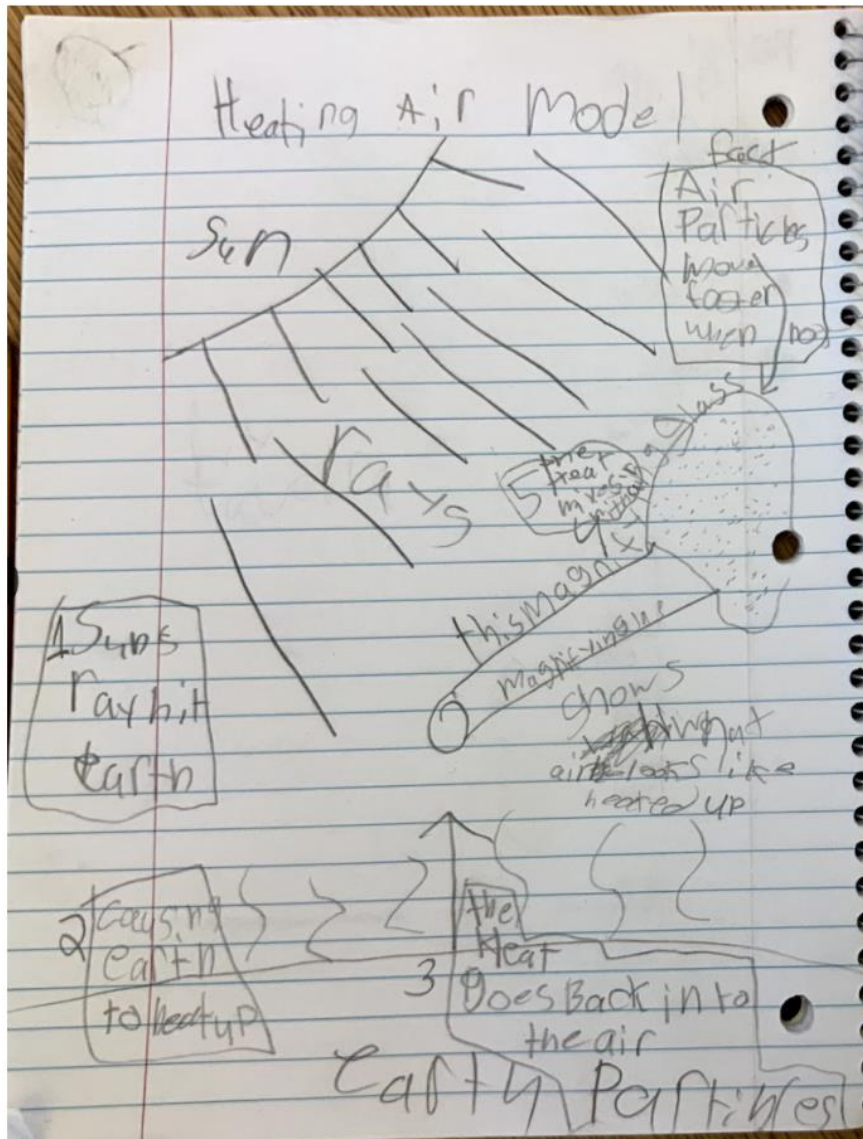 Heating Air Model
fact
Air
Particles
move
faster
when hot
Sun
rays
5
heat
this magnifying glass
magnifying
shows
what
air looks like
heated up
1 Suns
ray hit
earth
2 causing
earth
to heat up
3 the
Heat
goes Back into
the air
earth Particles